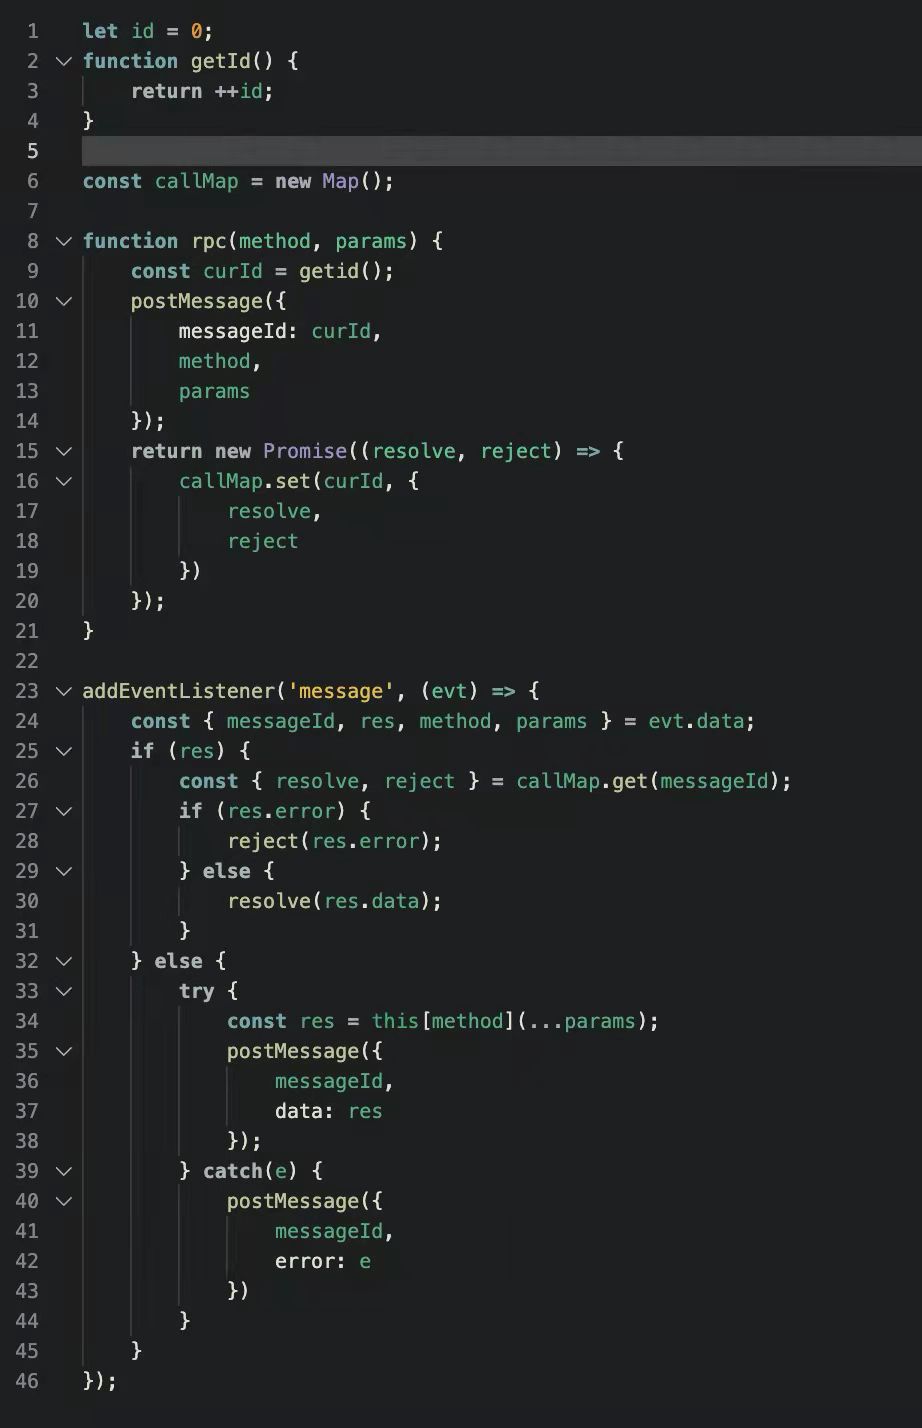 1 let id = 0;
2 function getId() {
3 return ++id;
4 }
5
6 const callMap = new Map();
7
8 function rpc(method, params) {
9 const curId = getid();
10 postMessage({
11 messageId: curId,
12 method,
13 params
14 });
15 return new Promise((resolve, reject) => {
16 callMap.set(curId, {
17 resolve,
18 reject
19 })
20 });
21 }
22
23 addEventListener('message', (evt) => {
24 const { messageId, res, method, params } = evt.data;
25 if (res) {
26 const { resolve, reject } = callMap.get(messageId);
27 if (res.error) {
28 reject(res.error);
29 } else {
30 resolve(res.data);
31 }
32 } else {
33 try {
34 const res = this[method](...params);
35 postMessage({
36 messageId,
37 data: res
38 });
39 } catch(e) {
40 postMessage({
41 messageId,
42 error: e
43 })
44 }
45 }
46 });